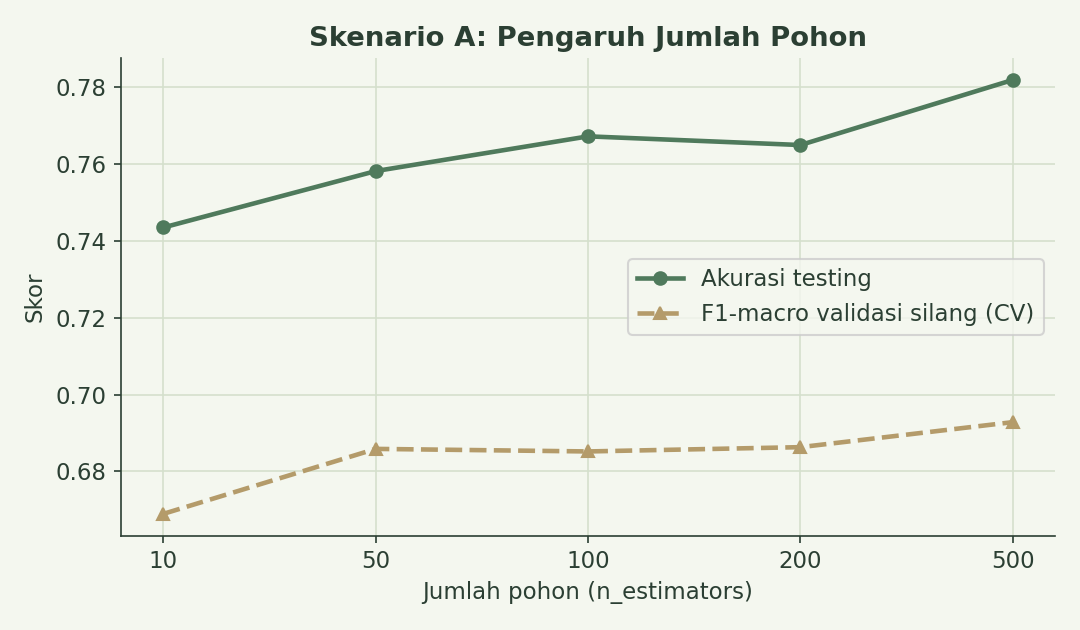 Skenario A: Pengaruh Jumlah Pohon
0.78
0.76
0.74
0.72
0.70
0.68
Skor
Akurasi testing
F1-macro validasi silang (CV)
10 50 100 200 500
Jumlah pohon (n_estimators)